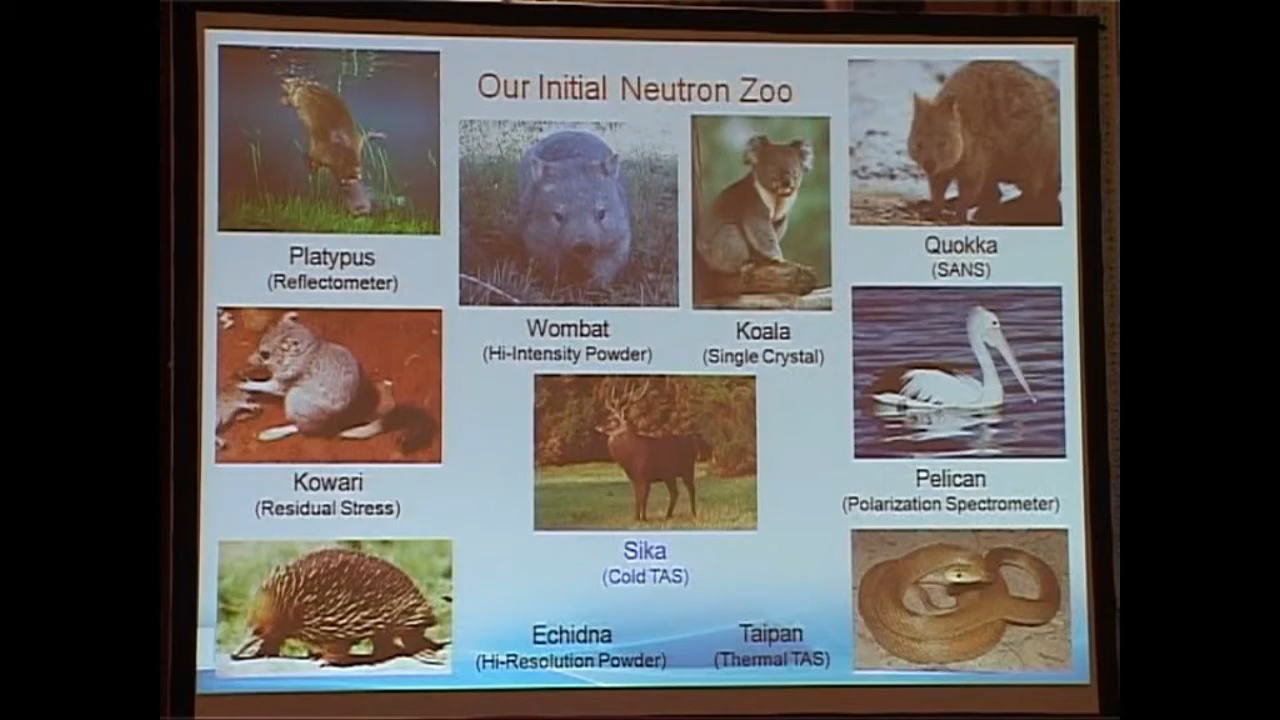 Our Initial Neutron Zoo
Platypus
(Reflectometer)
Wombat
(Hi-Intensity Powder)
Koala
(Single Crystal)
Quokka
(SANS)
Kowari
(Residual Stress)
Sika
(Cold TAS)
Pelican
(Polarization Spectrometer)
Echidna
(Hi-Resolution Powder)
Taipan
(Thermal TAS)